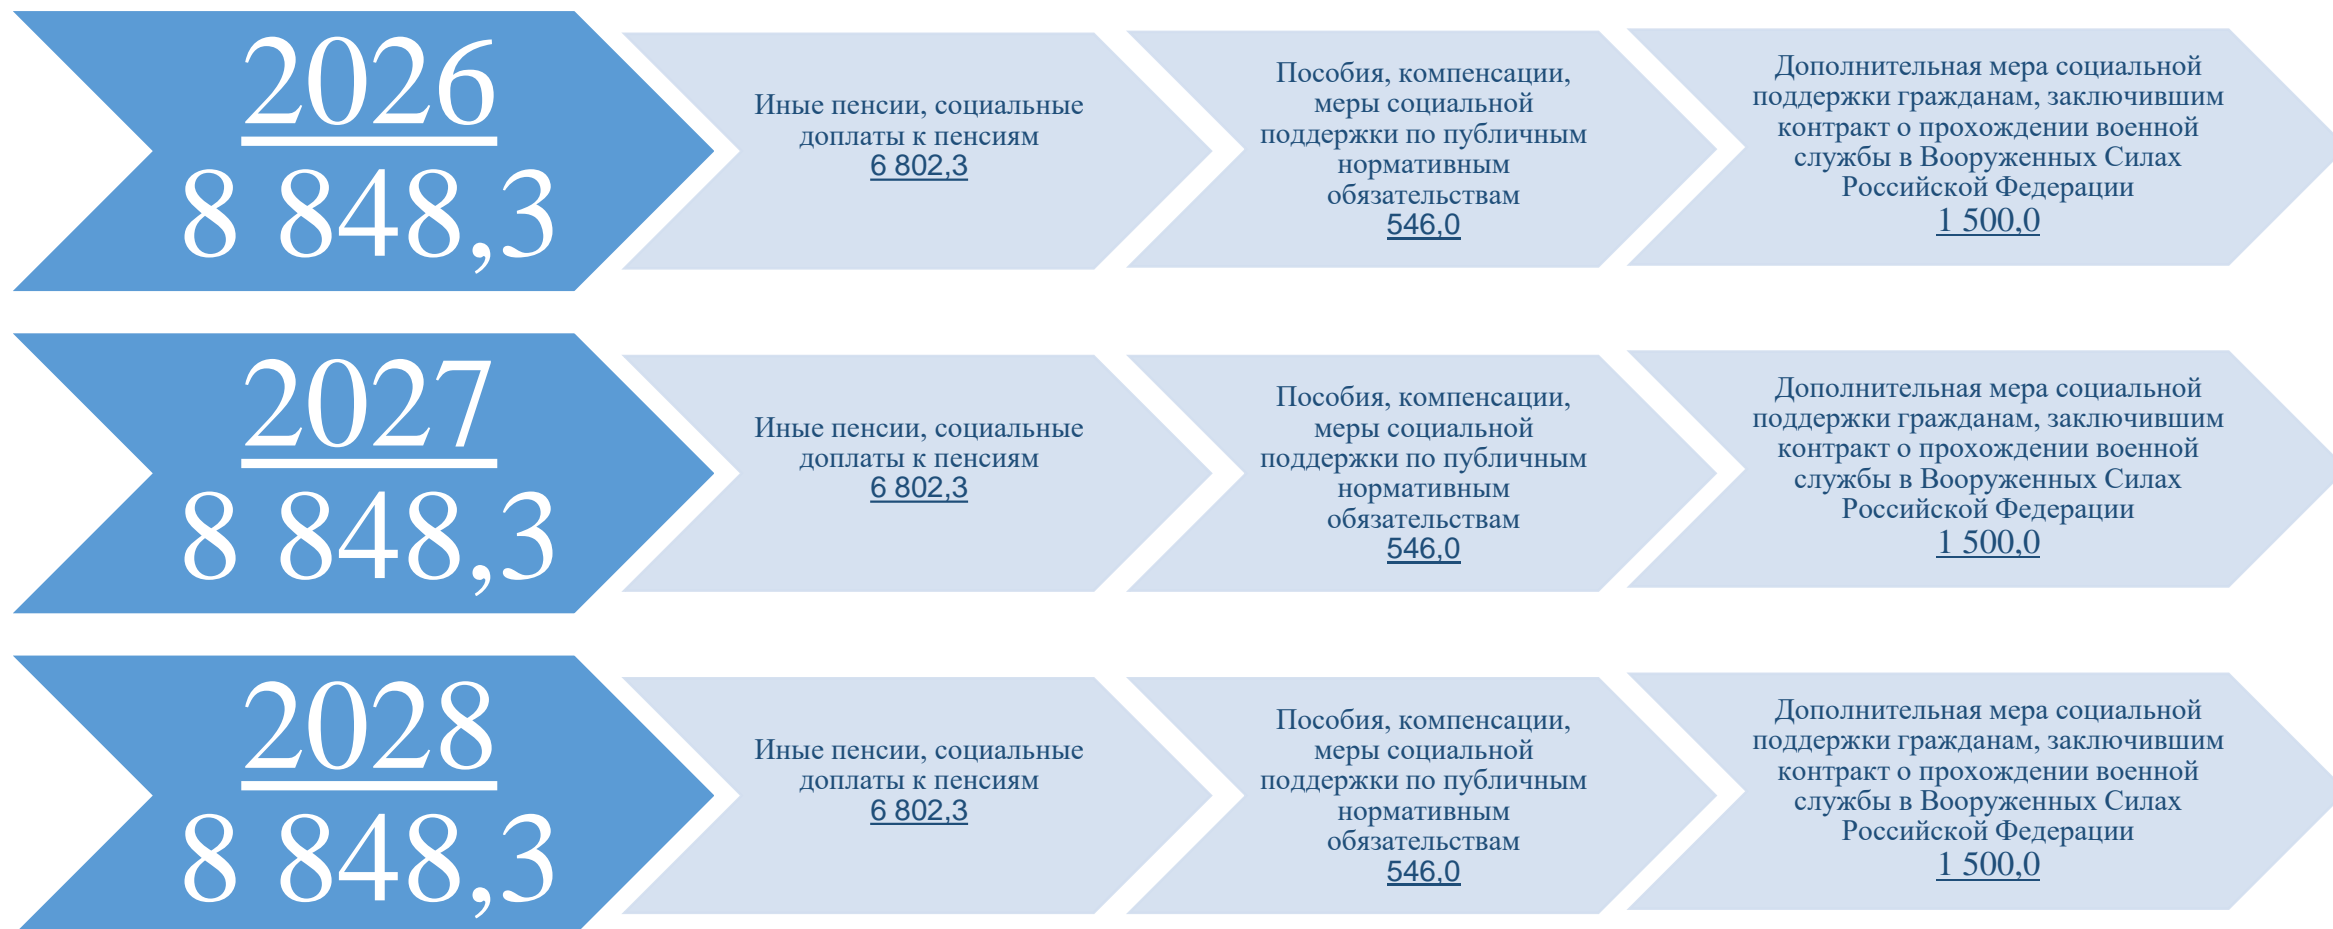 2026
8 848,3
Иные пенсии, социальные
доплаты к пенсиям
6 802,3
Пособия, компенсации,
меры социальной
поддержки по публичным
нормативным
обязательствам
546,0
Дополнительная мера социальной
поддержки гражданам, заключившим
контракт о прохождении военной
службы в Вооруженных Силах
Российской Федерации
1 500,0
2027
8 848,3
Иные пенсии, социальные
доплаты к пенсиям
6 802,3
Пособия, компенсации,
меры социальной
поддержки по публичным
нормативным
обязательствам
546,0
Дополнительная мера социальной
поддержки гражданам, заключившим
контракт о прохождении военной
службы в Вооруженных Силах
Российской Федерации
1 500,0
2028
8 848,3
Иные пенсии, социальные
доплаты к пенсиям
6 802,3
Пособия, компенсации,
меры социальной
поддержки по публичным
нормативным
обязательствам
546,0
Дополнительная мера социальной
поддержки гражданам, заключившим
контракт о прохождении военной
службы в Вооруженных Силах
Российской Федерации
1 500,0